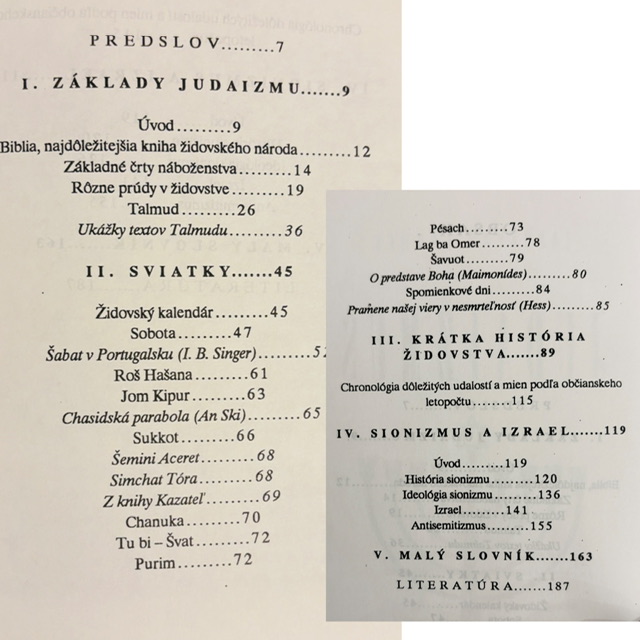 PREDSLOV.........7
I. ZÁKLADY JUDAIZMU.......9
Úvod.........9
Biblia, najdôležitejšia kniha židovského národa.........12
Základné črty náboženstva.........14
Rôzne prúdy v židovstve.........19
Talmud.........26
Ukážky textov Talmudu.........36
II. SVIATKY.......45
Židovský kalendár.........45
Sobota.........47
Šabat v Portugalsku (I. B. Singer).........
Roš Hašana.........61
Jom Kipur.........63
Chasidská parabola (An Ski).........65
Sukkot.........66
Šemini Aceret.........68
Simchat Tóra.........68
Z knihy Kazateľ.........69
Chanuka.........70
Tu bi – Švat.........72
Purim.........72
Pésach.........73
Lag ba Omer.........78
Šavuot.........79
O predstave Boha (Maimonídes).........80
Spomienkové dni.........84
Pramene našej viery v nesmrteľnosť (Hess).........85
III. KRÁTKA HISTÓRIA
ŽIDOVSTVA.......89
Chronológia dôležitých udalostí a mien podľa občianskeho
letopočtu.........115
IV. SIONIZMUS A IZRAEL.......119
Úvod.........119
História sionizmu.........120
Ideológia sionizmu.........136
Izrael.........141
Antisemitizmus.........155
V. MALÝ SLOVNÍK.......163
LITERATÚRA.......187